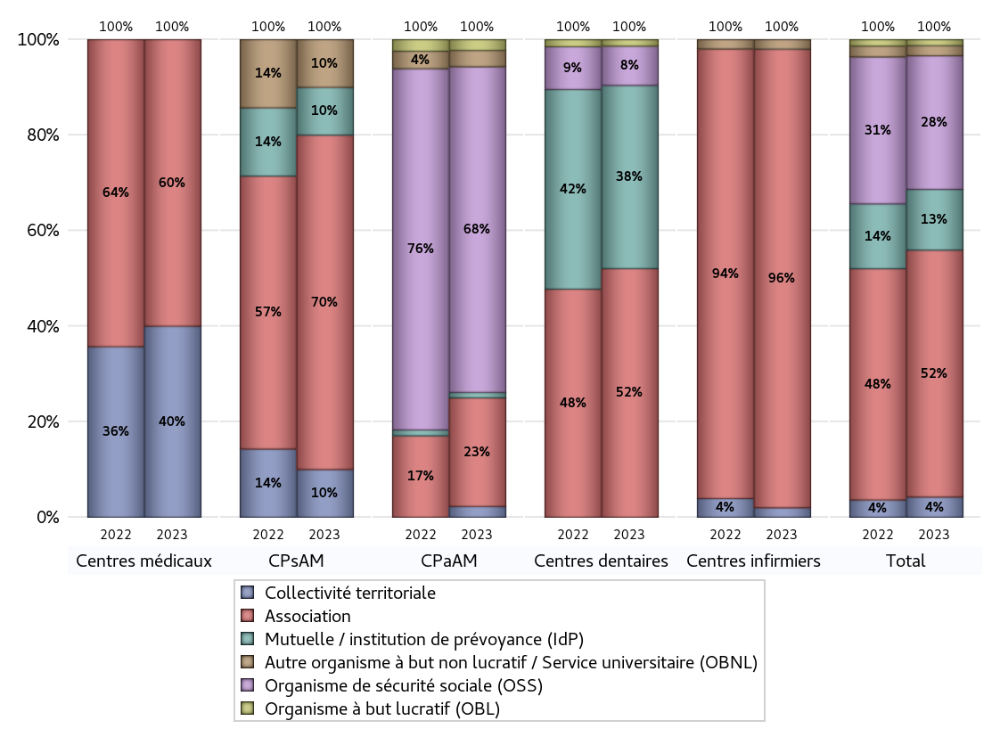 100% 100% 100% 100% 100% 100% 100% 100% 100% 100% 100% 100%
100%
80%
60%
40%
20%
0%
64% 60%
36% 40%
14% 10%
14% 10%
57% 70%
14% 10%
4%
76% 68%
17% 23%
9% 8%
42% 38%
48% 52%
94% 96%
4%
31% 28%
14% 13%
48% 52%
4% 4%
2022 2023 2022 2023 2022 2023 2022 2023 2022 2023 2022 2023
Centres médicaux CPsAM CPaAM Centres dentaires Centres infirmiers Total
Collectivité territoriale
Association
Mutuelle / institution de prévoyance (IdP)
Autre organisme à but non lucratif / Service universitaire (OBNL)
Organisme de sécurité sociale (OSS)
Organisme à but lucratif (OBL)